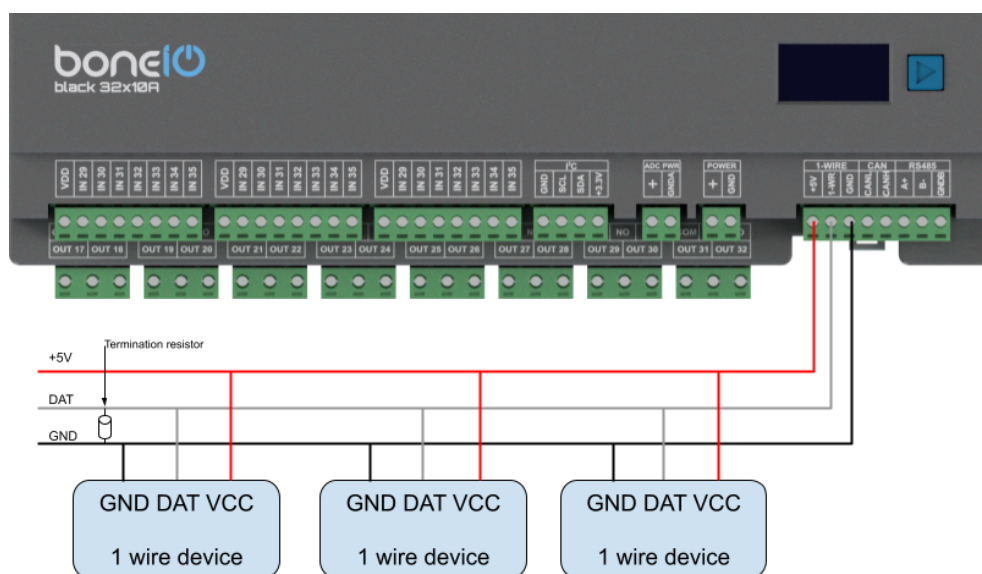 boneIO
black 32x10A
1-WIRE CAN RS485
I²C ADC PWR POWER
VDD IN 29 IN 30 IN 31 IN 32 IN 33 IN 34 IN 35 VDD IN 29 IN 30 IN 31 IN 32 IN 33 IN 34 IN 35 VDD IN 29 IN 30 IN 31 IN 32 IN 33 IN 34 IN 35 GND SCL SDA +3.3V + GNDA + GND +5V 1-WR GND CANL CANH A+ B- GNDB
NO
OUT 17 OUT 18 OUT 19 OUT 20 OUT 21 OUT 22 OUT 23 OUT 24 OUT 25 OUT 26 OUT 27 OUT 28 OUT 29 OUT 30 OUT 31 OUT 32
Termination resistor
+5V
DAT
GND
GND DAT VCC GND DAT VCC GND DAT VCC
1 wire device 1 wire device 1 wire device